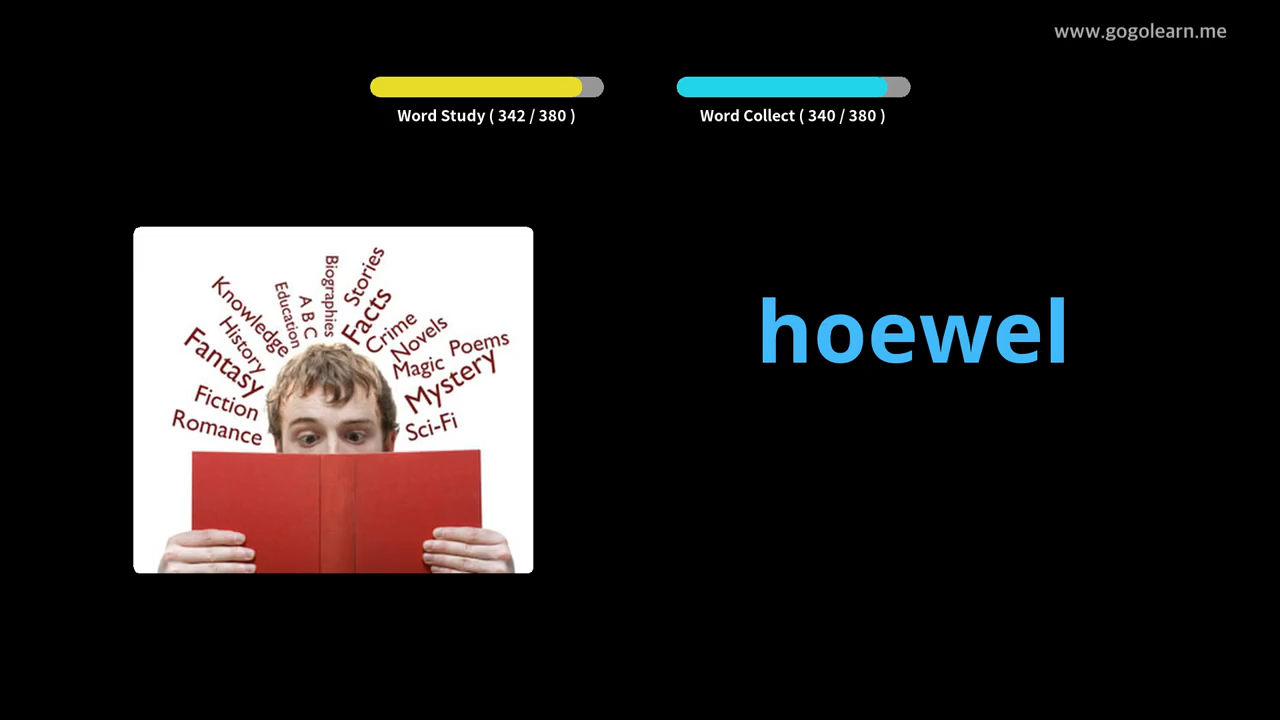 www.gogolearn.me
Word Study ( 342 / 380 )
Word Collect ( 340 / 380 )
hoewel
Biographies
Stories
Education
A B C
Facts
Knowledge
Crime
History
Novels
Fantasy
Magic
Poems
Mystery
Fiction
Romance
Sci-Fi